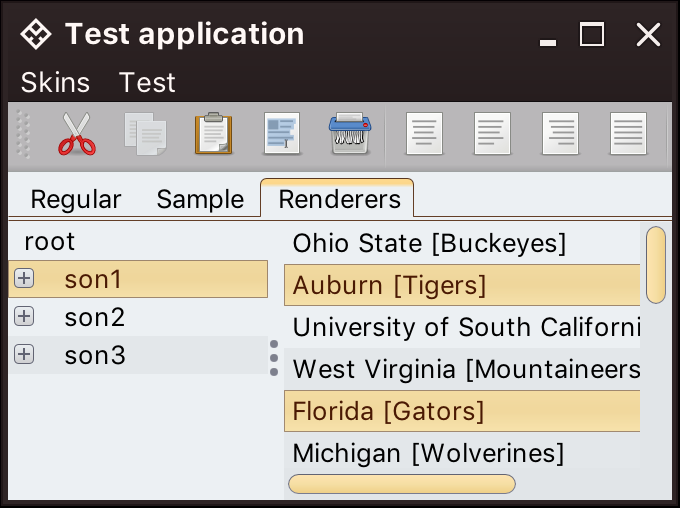 Test application
Skins Test
Regular Sample Renderers
root
son1
son2
son3
Ohio State [Buckeyes]
Auburn [Tigers]
University of South Californi
West Virginia [Mountaineers
Florida [Gators]
Michigan [Wolverines]